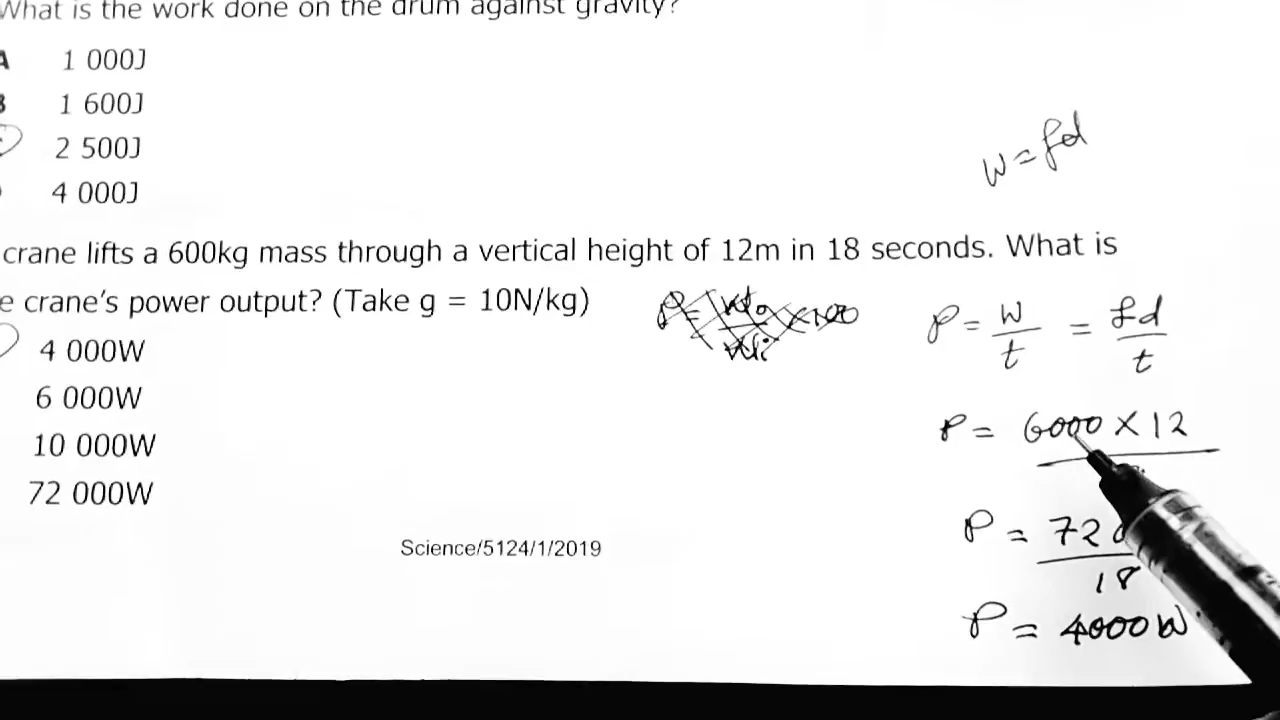 What is the work done on the drum against gravity?
A 1 000J
B 1 600J
2 500J
4 000J
w = fd
crane lifts a 600kg mass through a vertical height of 12m in 18 seconds. What is
e crane's power output? (Take g = 10N/kg)
P = w/t = fd/t
4 000W
6 000W
10 000W
72 000W
P = 6000 × 12
P = 72
18
P = 4000W
Science/5124/1/2019